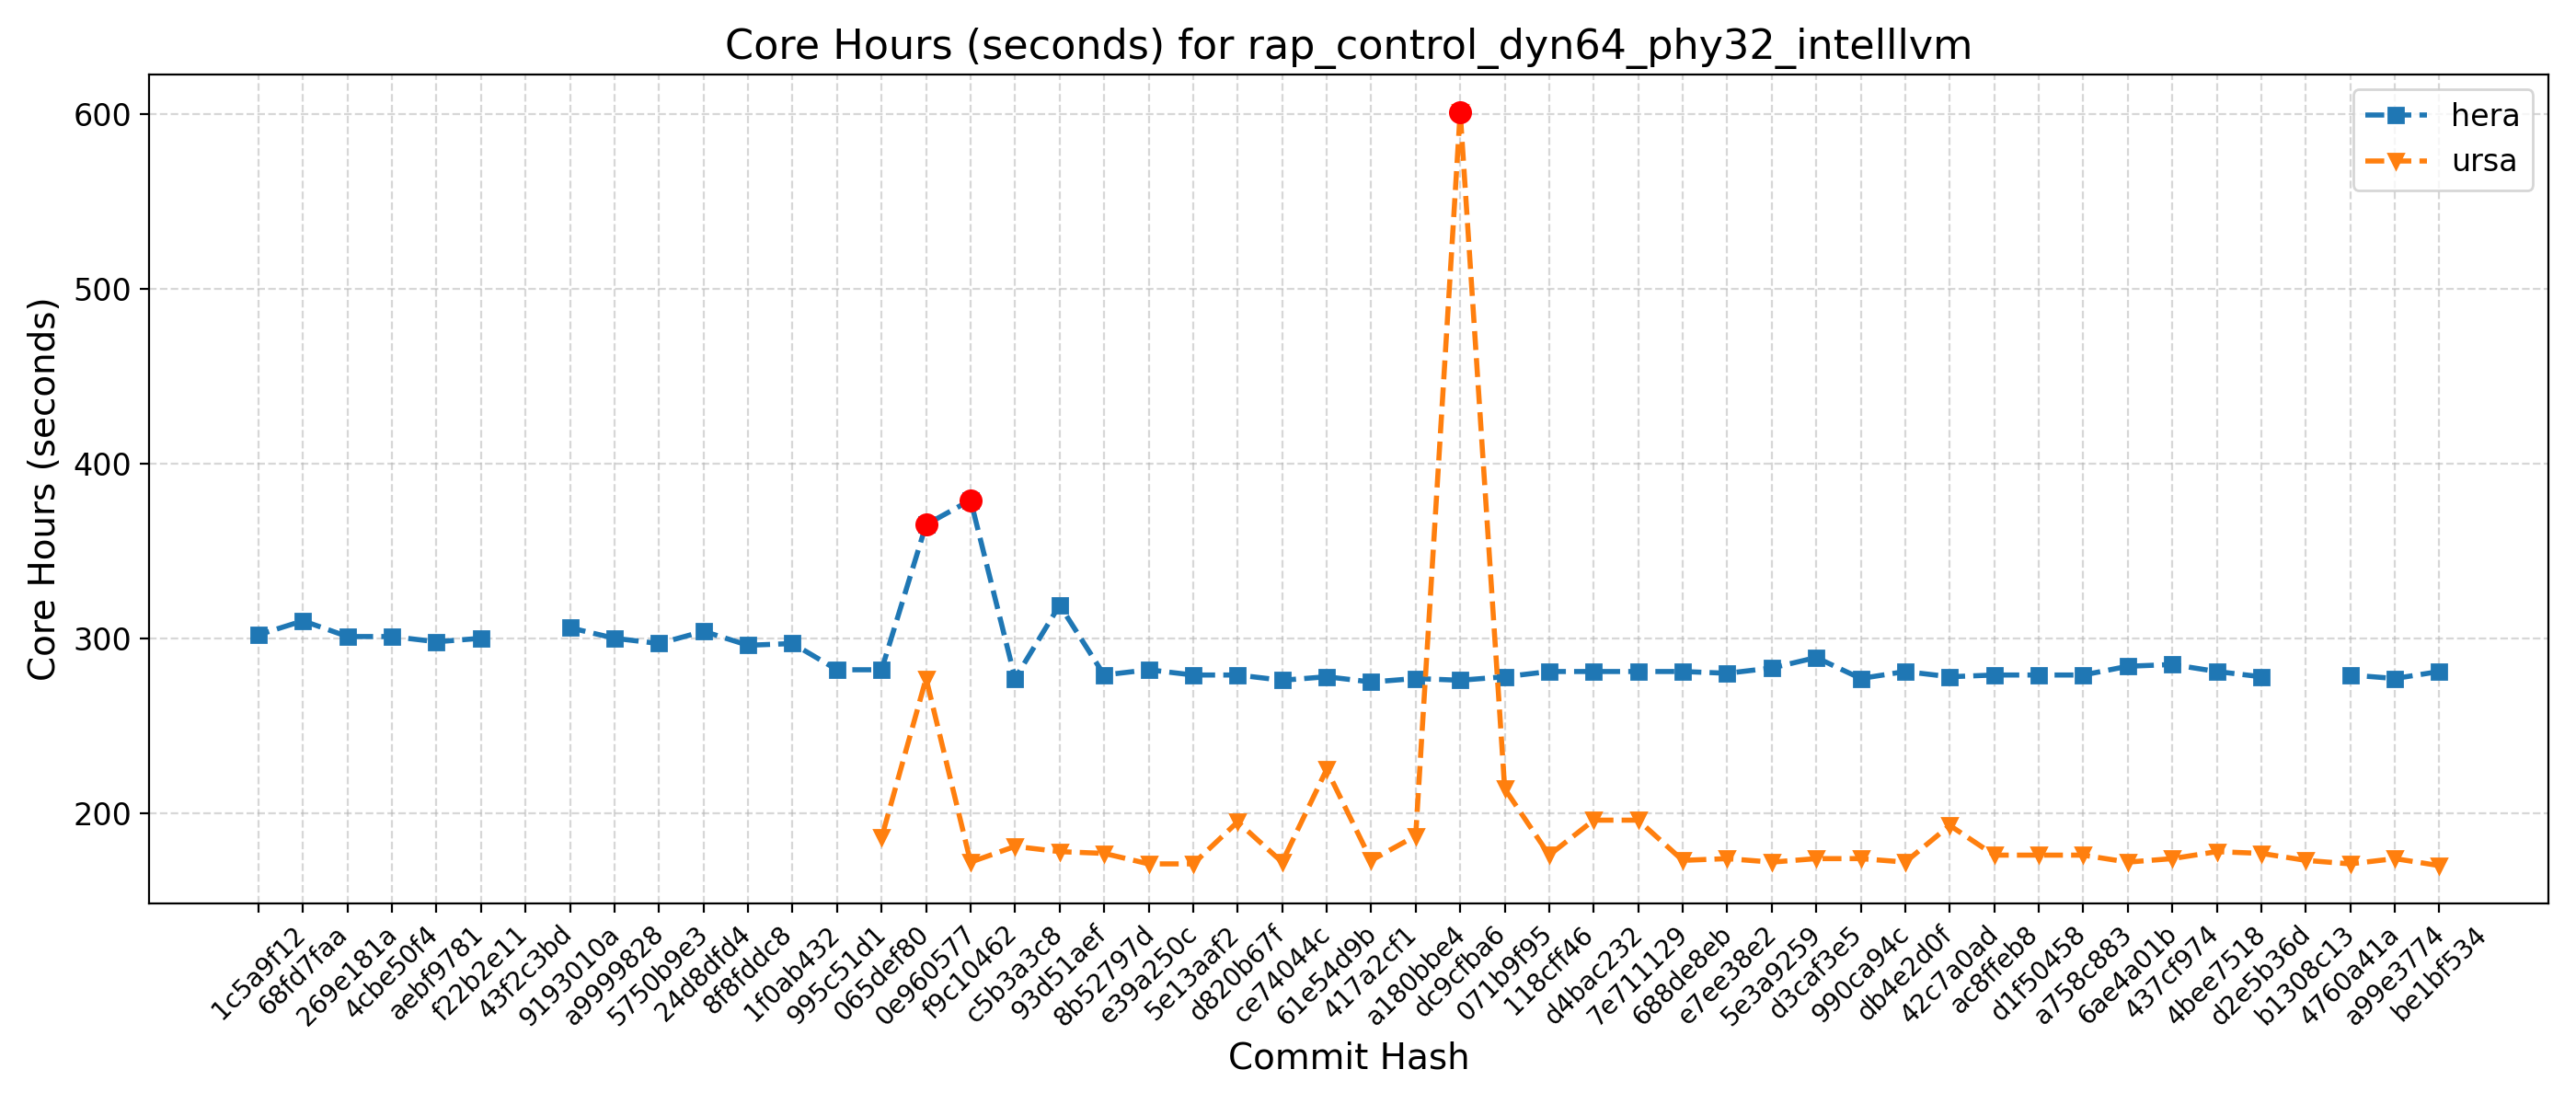 Core Hours (seconds) for rap_control_dyn64_phy32_intelllvm
hera
ursa
Core Hours (seconds)
600
500
400
300
200
1c5a9f12
68fd7faa
269e181a
4cbe50f4
aebf9781
f22b2e11
43f2c3bd
9193010a
a9999828
5750b9e3
24d8dfd4
8f8fddc8
1f0ab432
995c51d1
065def80
0e960577
f9c10462
c5b3a3c8
93d51aef
8b52797d
e39a250c
5e13aaf2
d820b67f
ce74044c
61e54d9b
417a2cf1
a180bbe4
dc9cfba6
071b9f95
118cff46
d4bac232
7e711129
688de8eb
e7ee38e2
5e3a9259
d3caf3e5
990ca94c
db4e2d0f
42c7a0ad
ac8ffeb8
d1f50458
a758c883
6ae4a01b
437cf974
4bee7518
d2e5b36d
b1308c13
4760a41a
a99e3774
be1bf534
Commit Hash